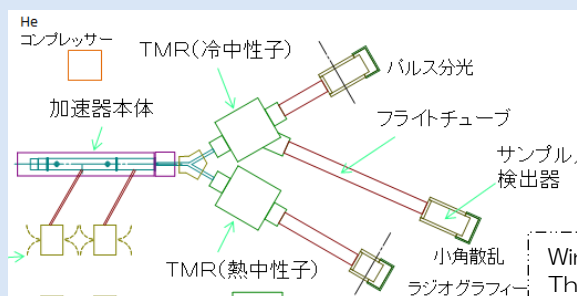 He
コンプレッサー
TMR(冷中性子)
パルス分光
加速器本体
フライトチューブ
サンプル/
検出器
小角散乱
TMR(熱中性子)
ラジオグラフィー
Wi
Th